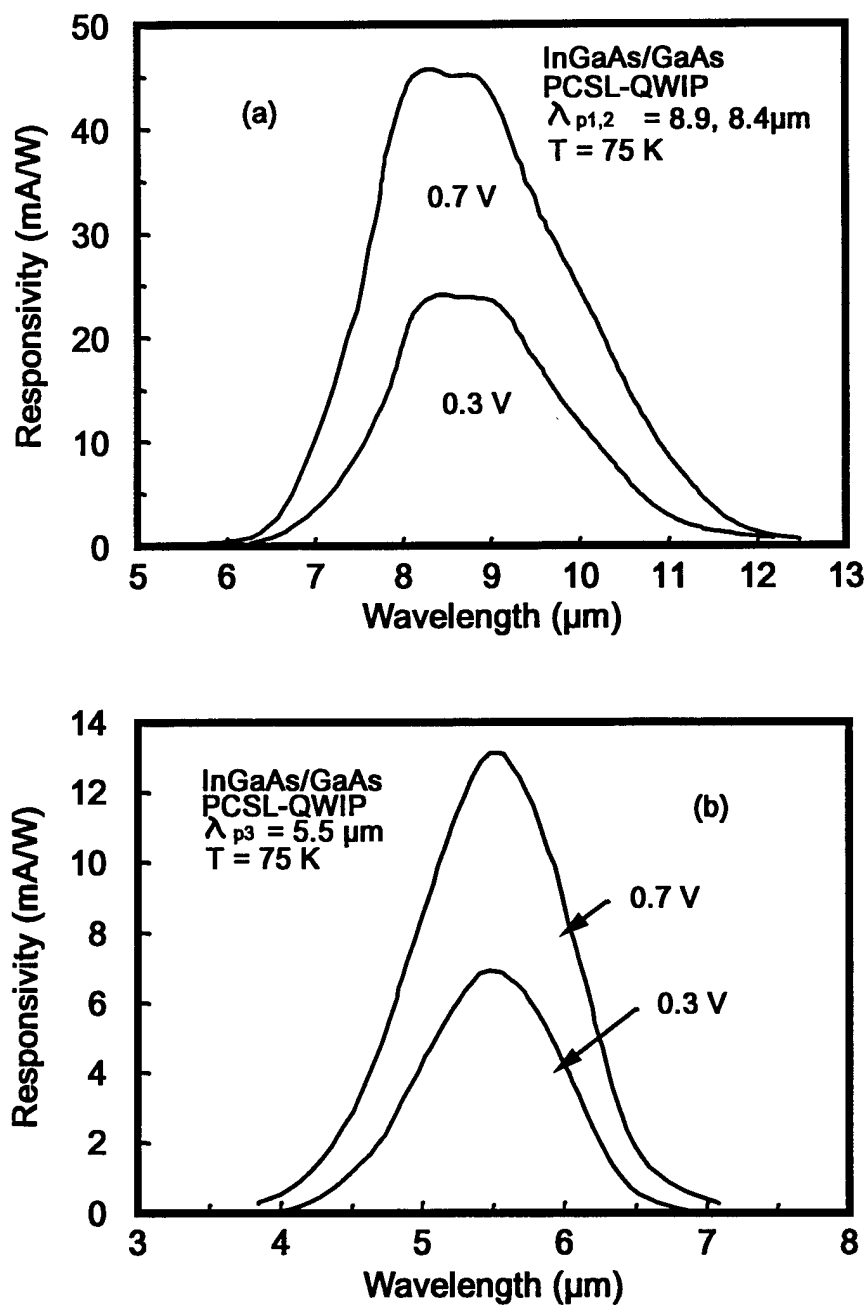 50
40
30
20
10
0
Responsivity (mA/W)
(a)
InGaAs/GaAs
PCSL-QWIP
λp1,2 = 8.9, 8.4µm
T = 75 K
0.7 V
0.3 V
5 6 7 8 9 10 11 12 13
Wavelength (µm)
14
12
10
8
6
4
2
0
Responsivity (mA/W)
InGaAs/GaAs
PCSL-QWIP
λp3 = 5.5 µm
T = 75 K
(b)
0.7 V
0.3 V
3 4 5 6 7 8
Wavelength (µm)